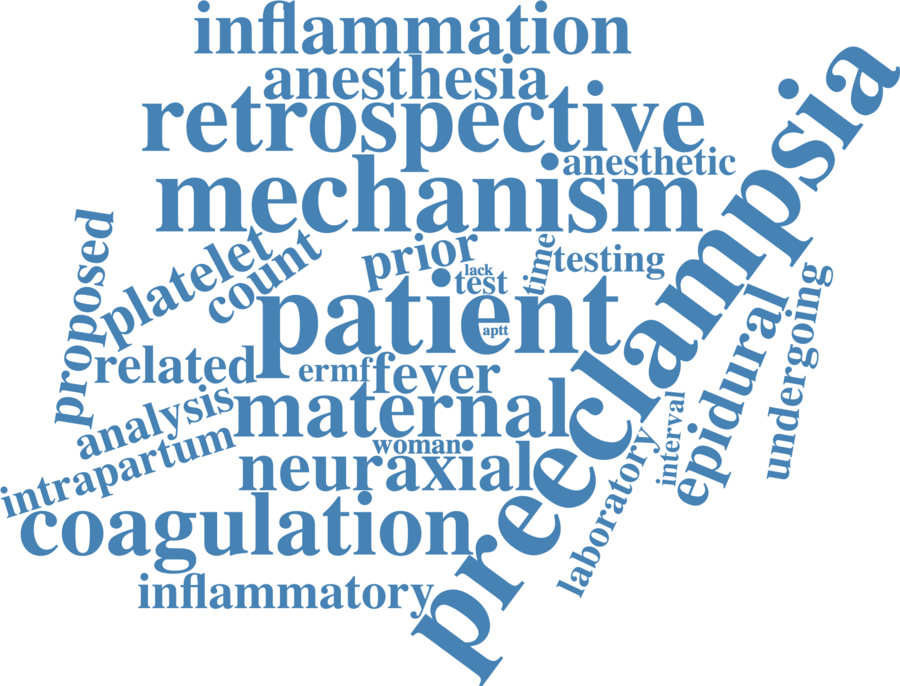 inflammation
anesthesia
retrospective
anesthetic
mechanism
preeclampsia
proposed
platelet
count
prior
lack
test
time
testing
patient
aptt
epidural
undergoing
related
ermf
fever
analysis
maternal
intrapartum
woman
interval
neuraxial
laboratory
coagulation
inflammatory